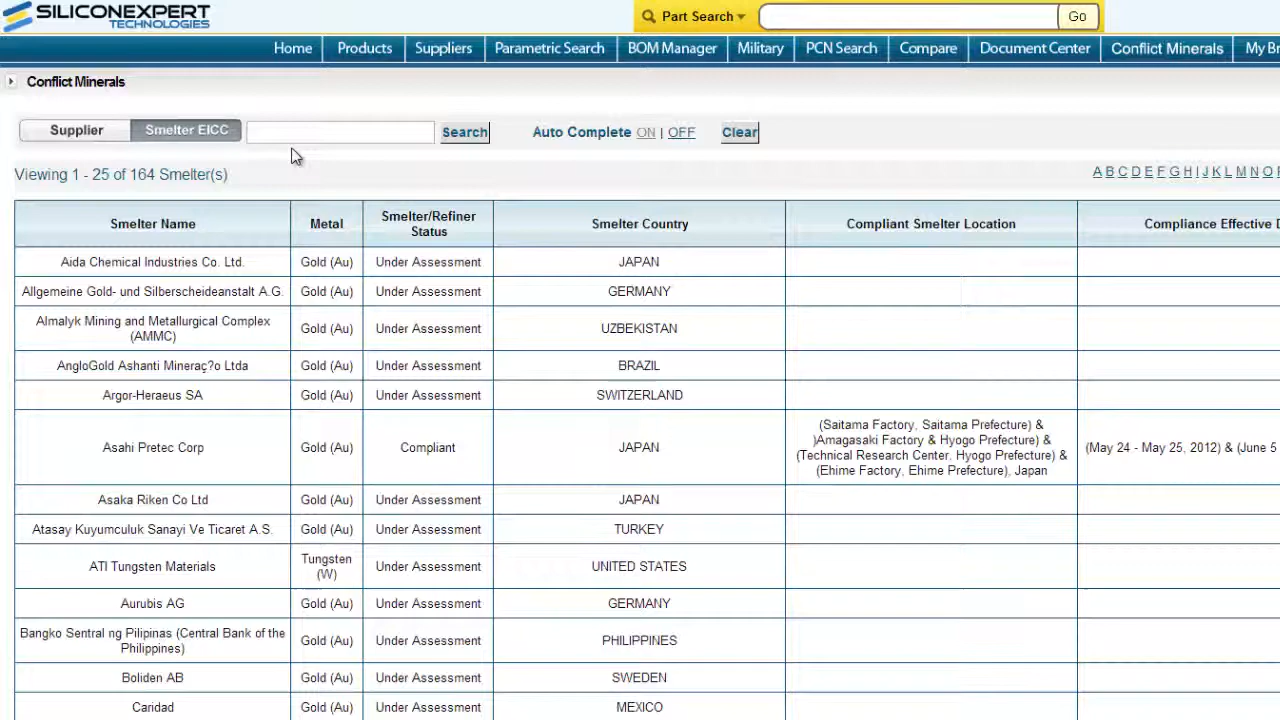 SILICONEXPERT
TECHNOLOGIES
Part Search
Go
Home Products Suppliers Parametric Search BOM Manager Military PCN Search Compare Document Center Conflict Minerals My Br
Conflict Minerals
Supplier Smelter EICC Search Auto Complete ON | OFF Clear
Viewing 1 - 25 of 164 Smelter(s)
A B C D E F G H I J K L M N O P
Smelter Name
Metal
Smelter/Refiner
Status
Smelter Country
Compliant Smelter Location
Compliance Effective D
Aida Chemical Industries Co. Ltd. Gold (Au) Under Assessment JAPAN
Allgemeine Gold- und Silberscheideanstalt A.G. Gold (Au) Under Assessment GERMANY
Almalyk Mining and Metallurgical Complex
(AMMC)
Gold (Au) Under Assessment UZBEKISTAN
AngloGold Ashanti Mineraç?o Ltda Gold (Au) Under Assessment BRAZIL
Argor-Heraeus SA Gold (Au) Under Assessment SWITZERLAND
Asahi Pretec Corp Gold (Au) Compliant JAPAN
(Saitama Factory, Saitama Prefecture) &
)Amagasaki Factory & Hyogo Prefecture) &
(Technical Research Center, Hyogo Prefecture) &
(Ehime Factory, Ehime Prefecture), Japan
(May 24 - May 25, 2012) & (June 5
Asaka Riken Co Ltd Gold (Au) Under Assessment JAPAN
Atasay Kuyumculuk Sanayi Ve Ticaret A.S. Gold (Au) Under Assessment TURKEY
ATI Tungsten Materials
Tungsten
(W)
Under Assessment UNITED STATES
Aurubis AG Gold (Au) Under Assessment GERMANY
Bangko Sentral ng Pilipinas (Central Bank of the
Philippines)
Gold (Au) Under Assessment PHILIPPINES
Boliden AB Gold (Au) Under Assessment SWEDEN
Caridad Gold (Au) Under Assessment MEXICO